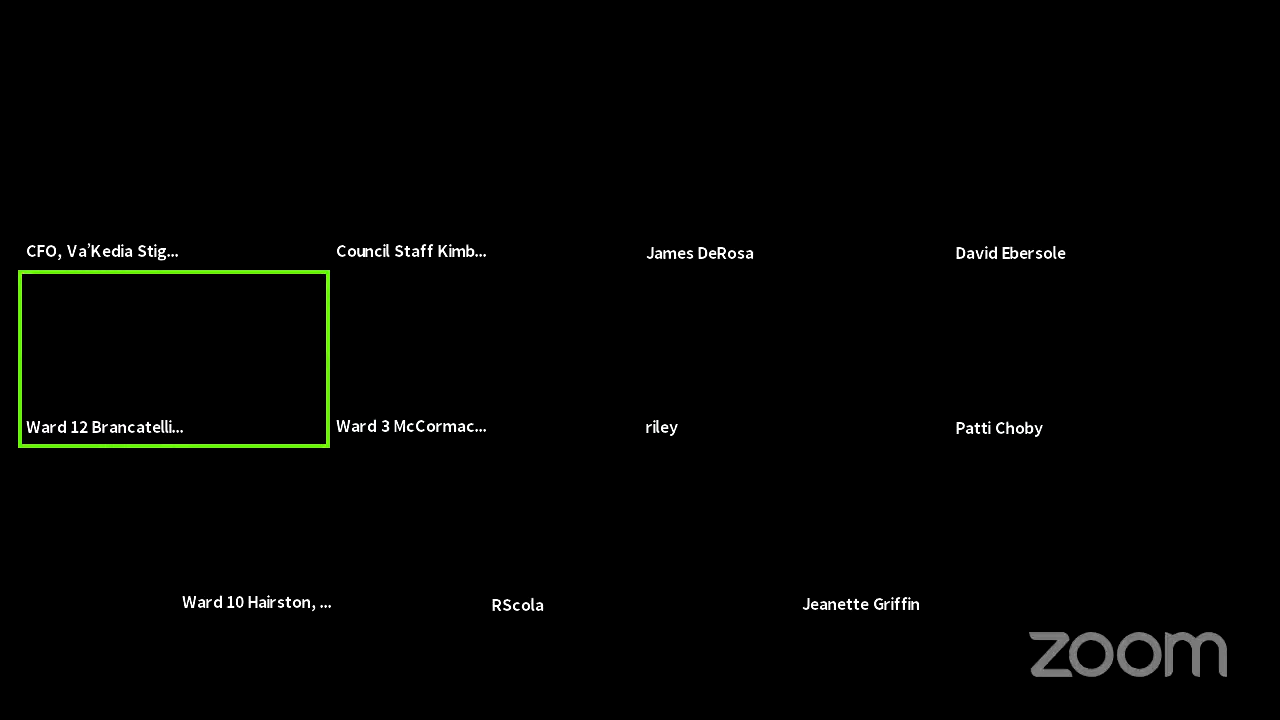 CFO, Va’Kedia Stig...
Council Staff Kimb...
James DeRosa
David Ebersole
Ward 12 Brancatelli...
Ward 3 McCormac...
riley
Patti Choby
Ward 10 Hairston, ...
RScola
Jeanette Griffin
zoom